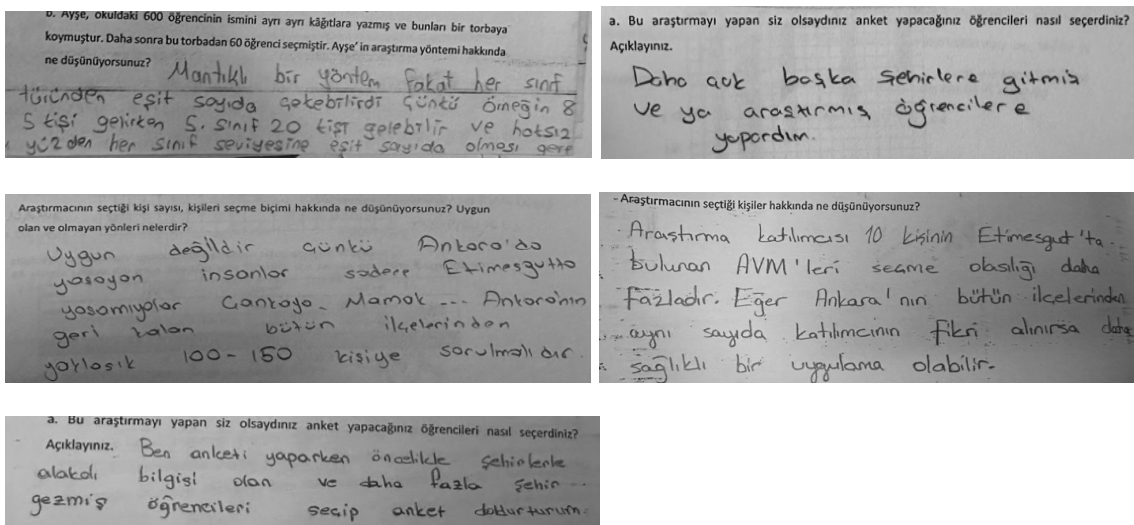 b. Ayşe, okuldaki 600 öğrencinin ismini ayrı ayrı kâğıtlara yazmış ve bunları bir torbaya
koymuştur. Daha sonra bu torbadan 60 öğrenci seçmiştir. Ayşe' in araştırma yöntemi hakkında
ne düşünüyorsunuz?
Mantıklı bir yöntem fakat her sınıf
türünden eşit sayıda çekebilirdi Çünkü Örneğin 8
5 kişi gelirken 5. sınıf 20 kişi gelebilir ve
yüzden her sınıf seviyesine eşit sayıda olması gere
a. Bu araştırmayı yapan siz olsaydınız anket yapacağınız öğrencileri nasıl seçerdiniz?
Açıklayınız.
Daha çok başka şehirlere gitmiş
ve ya araştırmış öğrencilere
yapardım.
Araştırmacının seçtiği kişi sayısı, kişileri seçme biçimi hakkında ne düşünüyorsunuz? Uygun
olan ve olmayan yönleri nelerdir?
Uygun değildir Çünkü Ankara'da
yaşayan insanlar sadece Etimesgutta
yaşamıyolar Çankaya - Mamak --- Ankara'nın
geri kalan bütün ilçelerinden
yaklaşık 100 - 150 kişiye sorulmalıdır.
- Araştırmacının seçtiği kişiler hakkında ne düşünüyorsunuz?
Araştırma katılımcısı 10 kişinin Etimesgut'ta
bulunan AVM'leri seçme olasılığı daha
fazladır. Eğer Ankara'nın bütün ilçelerinden
aynı sayıda katılımcının fikri alınırsa daha
sağlıklı bir uygulama olabilir.
a. Bu araştırmayı yapan siz olsaydınız anket yapacağınız öğrencileri nasıl seçerdiniz?
Açıklayınız. Ben anketi yaparken öncelikle şehirlerle
alakalı bilgisi olan ve daha fazla şehir
gezmiş öğrencileri seçip anket doldurturum.